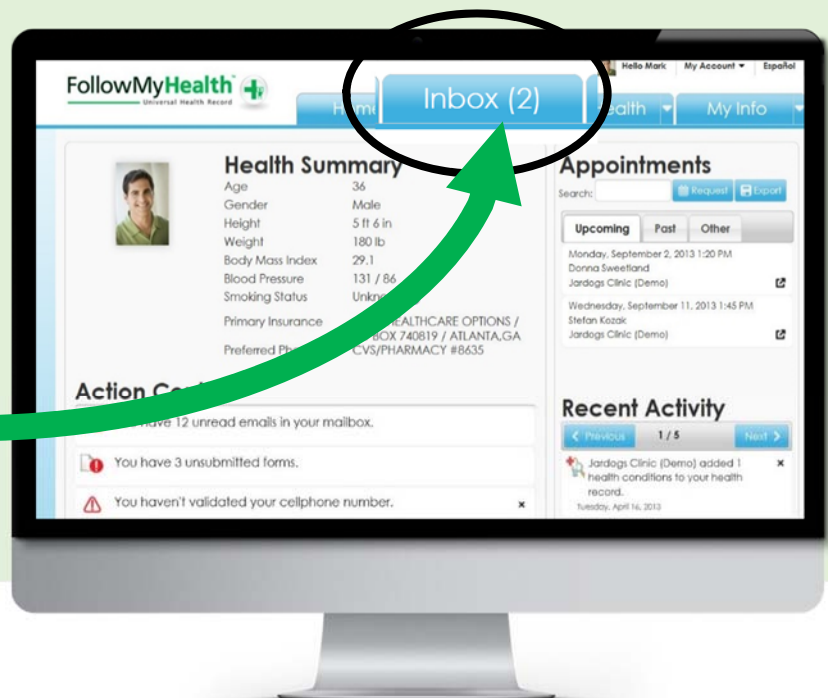 Hello Mark My Account Español
FollowMyHealth
Universal Health Record
Inbox (2)
My Info
Health Summary
Age 36
Gender Male
Height 5 ft 6 in
Weight 180 lb
Body Mass Index 29.1
Blood Pressure 131 / 86
Smoking Status
Primary Insurance OPTIONS /
BOX 740819 / ATLANTA,GA
Preferred CVS/PHARMACY #8635
Action
have 12 unread emails in your mailbox.
You have 3 unsubmitted forms.
You haven't validated your cellphone number. x
Appointments
Search: Request Export
Upcoming Past Other
Monday, September 2, 2013 1:20 PM
Donna Sweetland
Jardogs Clinic (Demo)
Wednesday, September 11, 2013 1:45 PM
Stefan Kozak
Jardogs Clinic (Demo)
Recent Activity
Previous 1 / 5 Next
Jardogs Clinic (Demo) added 1 x
health conditions to your health
record.
Tuesday, April 16, 2013